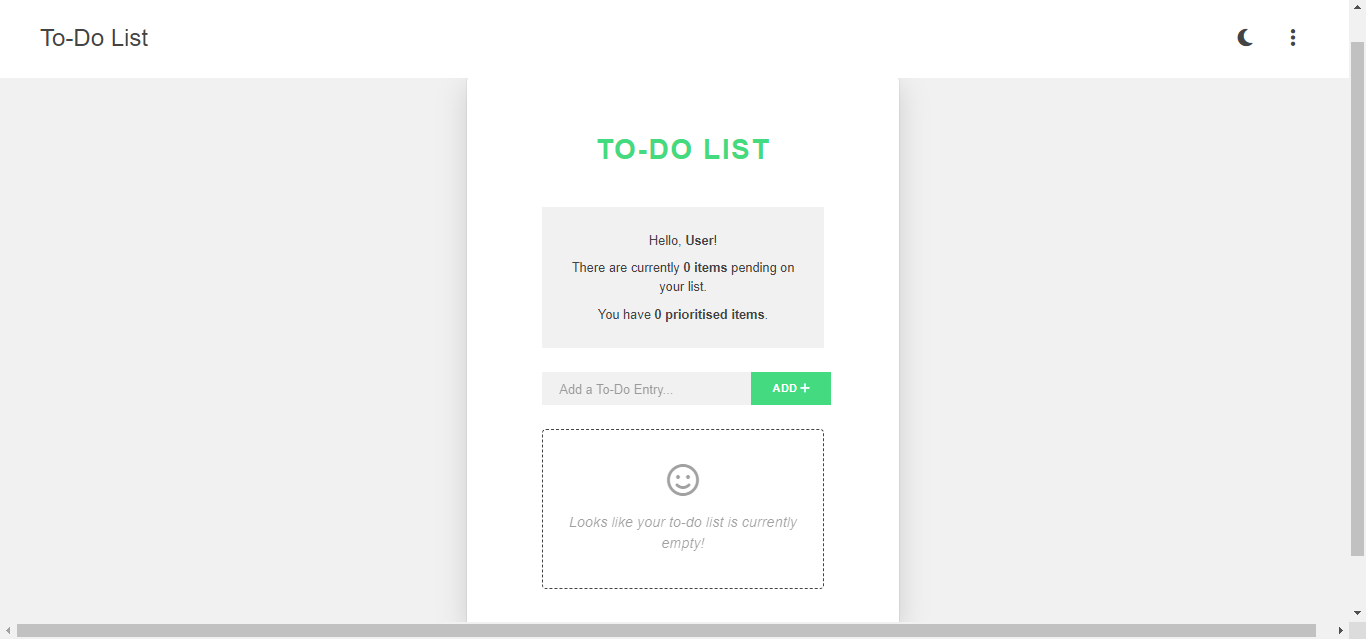 To-Do List
TO-DO LIST
Hello, User!
There are currently 0 items pending on
your list.
You have 0 prioritised items.
Add a To-Do Entry...
ADD
Looks like your to-do list is currently
empty!